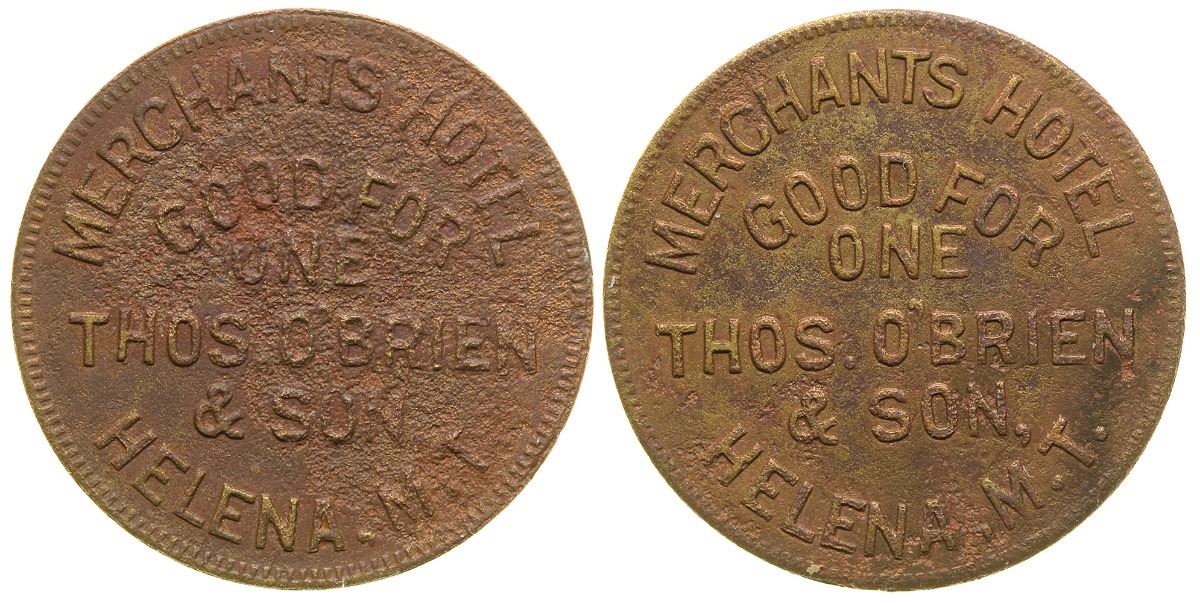 MERCHANTS HOTEL
GOOD FOR
ONE
THOS. O'BRIEN
& SON
HELENA, M.T.
MERCHANTS HOTEL
GOOD FOR
ONE
THOS. O'BRIEN
& SON,
HELENA, M.T.